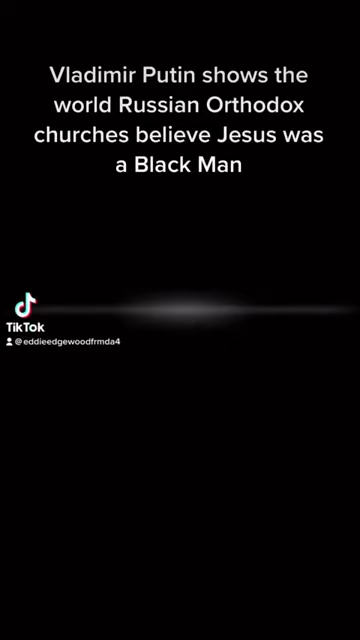 Vladimir Putin shows the
world Russian Orthodox
churches believe Jesus was
a Black Man
TikTok
@eddieedgewoodfrmda4